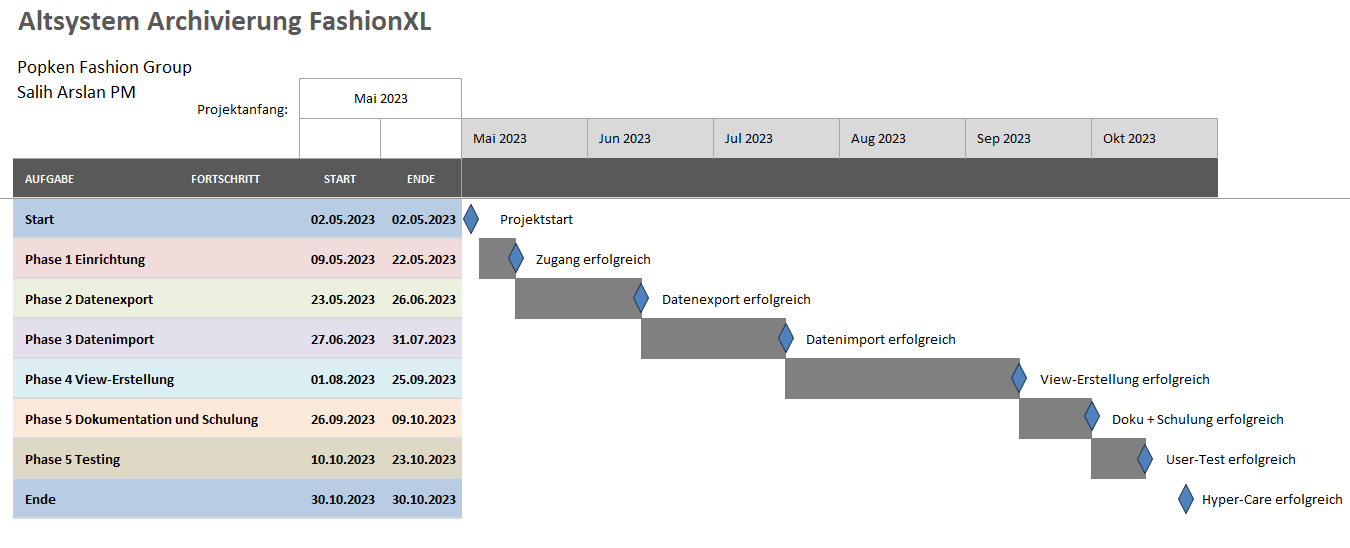 Altsystem Archivierung FashionXL
Popken Fashion Group
Salih Arslan PM
Projektanfang: Mai 2023
Mai 2023 Jun 2023 Jul 2023 Aug 2023 Sep 2023 Okt 2023
AUFGABE FORTSCHRITT START ENDE
Start 02.05.2023 02.05.2023 Projektstart
Phase 1 Einrichtung 09.05.2023 22.05.2023 Zugang erfolgreich
Phase 2 Datenexport 23.05.2023 26.06.2023 Datenexport erfolgreich
Phase 3 Datenimport 27.06.2023 31.07.2023 Datenimport erfolgreich
Phase 4 View-Erstellung 01.08.2023 25.09.2023 View-Erstellung erfolgreich
Phase 5 Dokumentation und Schulung 26.09.2023 09.10.2023 Doku + Schulung erfolgreich
Phase 5 Testing 10.10.2023 23.10.2023 User-Test erfolgreich
Ende 30.10.2023 30.10.2023 Hyper-Care erfolgreich